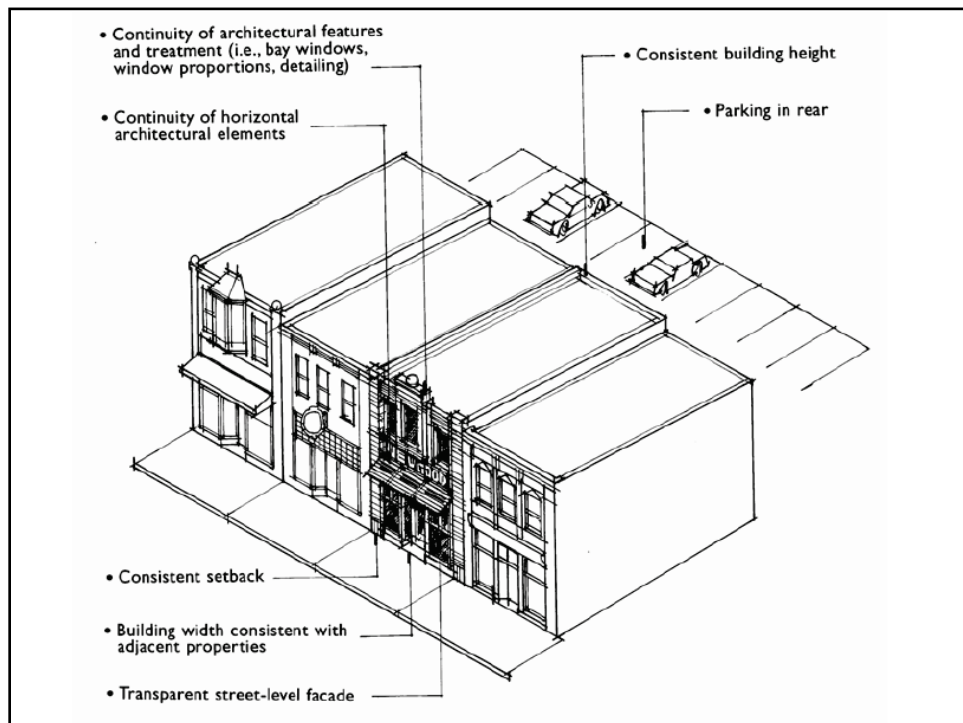 • Continuity of architectural features
and treatment (i.e., bay windows,
window proportions, detailing)
• Consistent building height
• Continuity of horizontal
architectural elements
• Parking in rear
• Consistent setback
• Building width consistent with
adjacent properties
• Transparent street-level facade